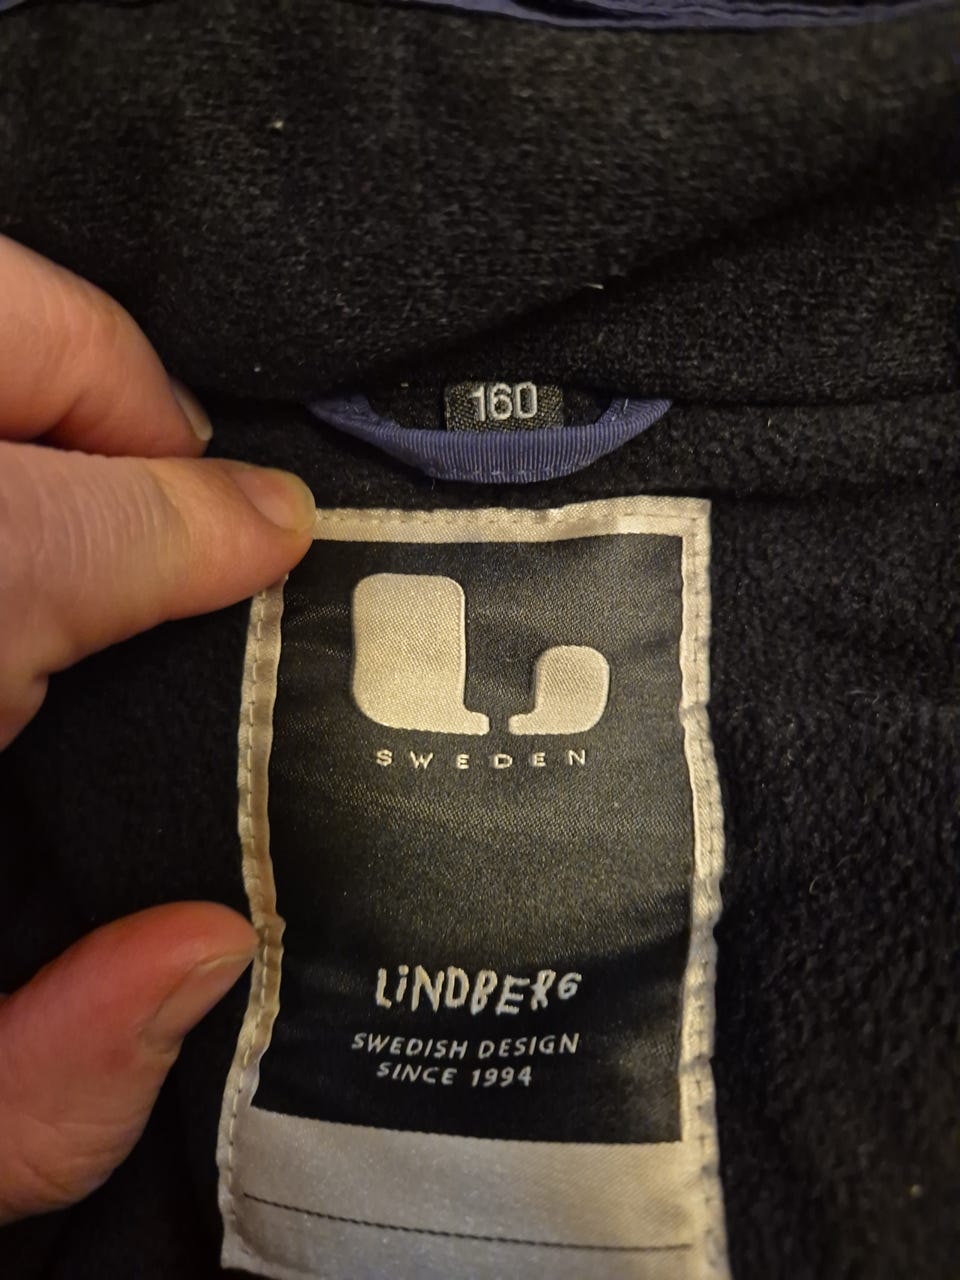 160
SWEDEN
LiNDBERG
SWEDISH DESIGN
SINCE 1994